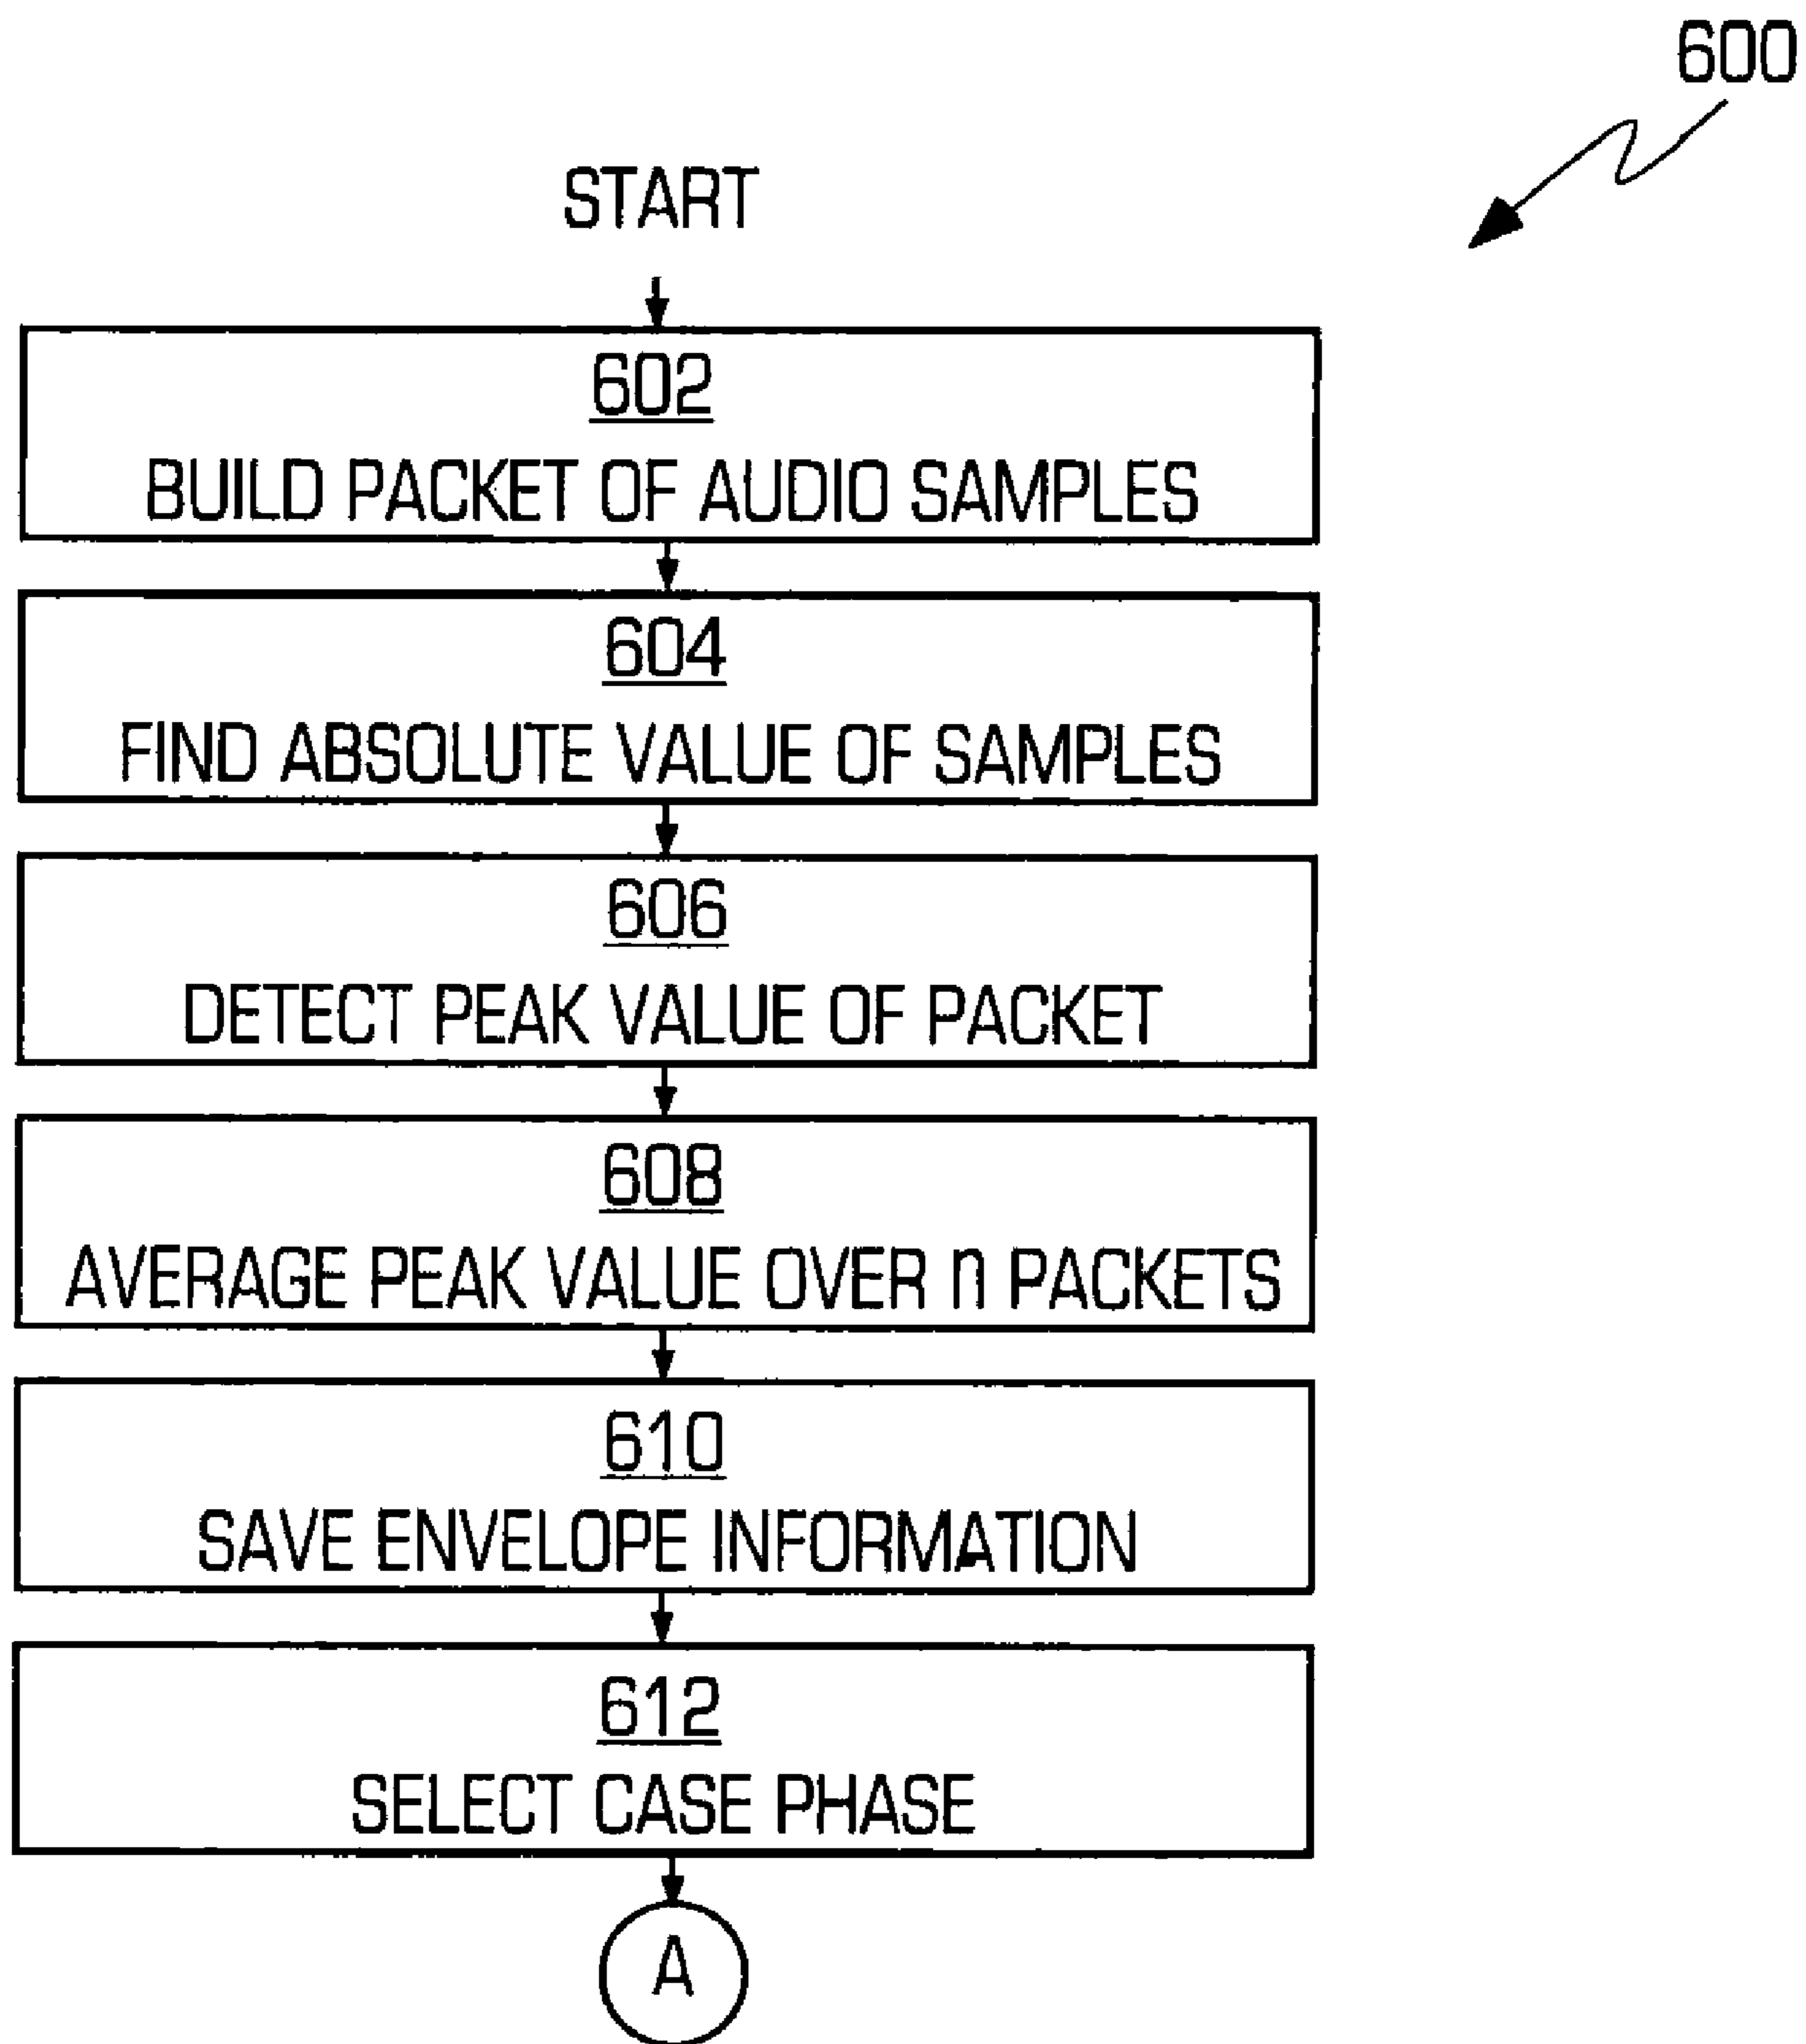 600
START
602
BUILD PACKET OF AUDIO SAMPLES
604
FIND ABSOLUTE VALUE OF SAMPLES
606
DETECT PEAK VALUE OF PACKET
608
AVERAGE PEAK VALUE OVER n PACKETS
610
SAVE ENVELOPE INFORMATION
612
SELECT CASE PHASE
A